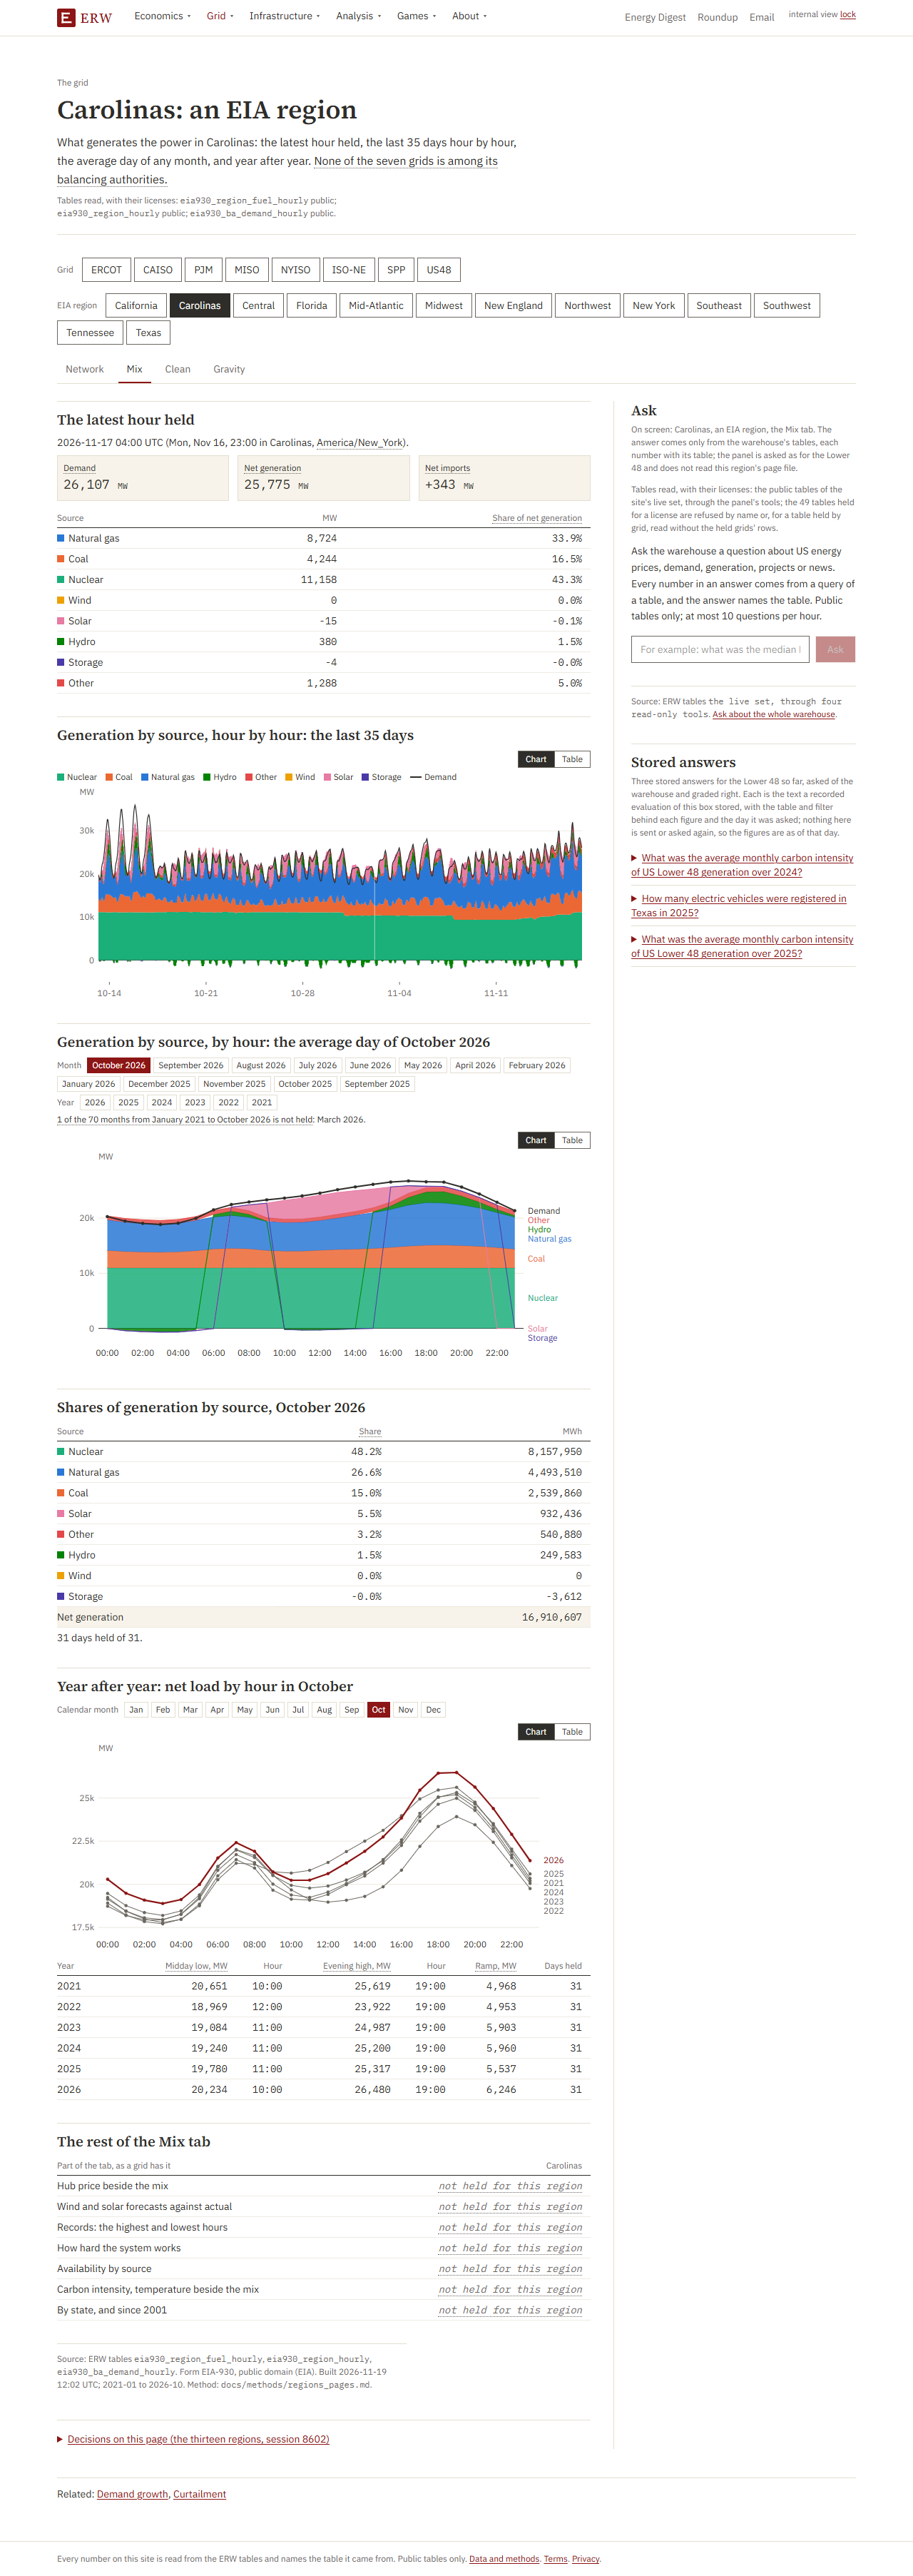 E ERW Economics Grid Infrastructure Analysis Games About Energy Digest Roundup Email internal view lock
The grid
Carolinas: an EIA region
What generates the power in Carolinas: the latest hour held, the last 35 days hour by hour,
the average day of any month, and year after year. None of the seven grids is among its
balancing authorities.
Tables read, with their licenses: eia930_region_fuel_hourly public;
eia930_region_hourly public; eia930_ba_demand_hourly public.
Grid ERCOT CAISO PJM MISO NYISO ISO-NE SPP US48
EIA region California Carolinas Central Florida Mid-Atlantic Midwest New England Northwest New York Southeast Southwest
Tennessee Texas
Network Mix Clean Gravity
The latest hour held
2026-11-17 04:00 UTC (Mon, Nov 16, 23:00 in Carolinas, America/New_York).
Demand Net generation Net imports
26,107 MW 25,775 MW +343 MW
Source MW Share of net generation
Natural gas 8,724 33.9%
Coal 4,244 16.5%
Nuclear 11,158 43.3%
Wind 0 0.0%
Solar -15 -0.1%
Hydro 380 1.5%
Storage -4 -0.0%
Other 1,288 5.0%
Generation by source, hour by hour: the last 35 days
Chart Table
Nuclear Coal Natural gas Hydro Other Wind Solar Storage Demand
MW
30k
20k
10k
0
10-14 10-21 10-28 11-04 11-11
Generation by source, by hour: the average day of October 2026
Month October 2026 September 2026 August 2026 July 2026 June 2026 May 2026 April 2026 February 2026
January 2026 December 2025 November 2025 October 2025 September 2025
Year 2026 2025 2024 2023 2022 2021
1 of the 70 months from January 2021 to October 2026 is not held: March 2026.
Chart Table
MW
20k
10k
0
Demand
Other
Hydro
Natural gas
Coal
Nuclear
Solar
Storage
00:00 02:00 04:00 06:00 08:00 10:00 12:00 14:00 16:00 18:00 20:00 22:00
Shares of generation by source, October 2026
Source Share MWh
Nuclear 48.2% 8,157,950
Natural gas 26.6% 4,493,510
Coal 15.0% 2,539,860
Solar 5.5% 932,436
Other 3.2% 540,880
Hydro 1.5% 249,583
Wind 0.0% 0
Storage -0.0% -3,612
Net generation 16,910,607
31 days held of 31.
Year after year: net load by hour in October
Calendar month Jan Feb Mar Apr May Jun Jul Aug Sep Oct Nov Dec
Chart Table
MW
25k
22.5k
20k
17.5k
2026
2025
2021
2024
2023
2022
00:00 02:00 04:00 06:00 08:00 10:00 12:00 14:00 16:00 18:00 20:00 22:00
Year Midday low, MW Hour Evening high, MW Hour Ramp, MW Days held
2021 20,651 10:00 25,619 19:00 4,968 31
2022 18,969 12:00 23,922 19:00 4,953 31
2023 19,084 11:00 24,987 19:00 5,903 31
2024 19,240 11:00 25,200 19:00 5,960 31
2025 19,780 11:00 25,317 19:00 5,537 31
2026 20,234 10:00 26,480 19:00 6,246 31
The rest of the Mix tab
Part of the tab, as a grid has it Carolinas
Hub price beside the mix not held for this region
Wind and solar forecasts against actual not held for this region
Records: the highest and lowest hours not held for this region
How hard the system works not held for this region
Availability by source not held for this region
Carbon intensity, temperature beside the mix not held for this region
By state, and since 2001 not held for this region
Source: ERW tables eia930_region_fuel_hourly, eia930_region_hourly,
eia930_ba_demand_hourly. Form EIA-930, public domain (EIA). Built 2026-11-19
12:02 UTC; 2021-01 to 2026-10. Method: docs/methods/regions_pages.md.
Decisions on this page (the thirteen regions, session 8602)
Ask
On screen: Carolinas, an EIA region, the Mix tab. The
answer comes only from the warehouse's tables, each
number with its table; the panel is asked as for the Lower
48 and does not read this region's page file.
Tables read, with their licenses: the public tables of the
site's live set, through the panel's tools; the 49 tables held
for a license are refused by name or, for a table held by
grid, read without the held grids' rows.
Ask the warehouse a question about US energy
prices, demand, generation, projects or news.
Every number in an answer comes from a query of
a table, and the answer names the table. Public
tables only; at most 10 questions per hour.
For example: what was the median Ask
Source: ERW tables the live set, through four
read-only tools. Ask about the whole warehouse.
Stored answers
Three stored answers for the Lower 48 so far, asked of the
warehouse and graded right. Each is the text a recorded
evaluation of this box stored, with the table and filter
behind each figure and the day it was asked; nothing here
is sent or asked again, so the figures are as of that day.
What was the average monthly carbon intensity
of US Lower 48 generation over 2024?
How many electric vehicles were registered in
Texas in 2025?
What was the average monthly carbon intensity
of US Lower 48 generation over 2025?
Related: Demand growth, Curtailment
Every number on this site is read from the ERW tables and names the table it came from. Public tables only. Data and methods. Terms. Privacy.